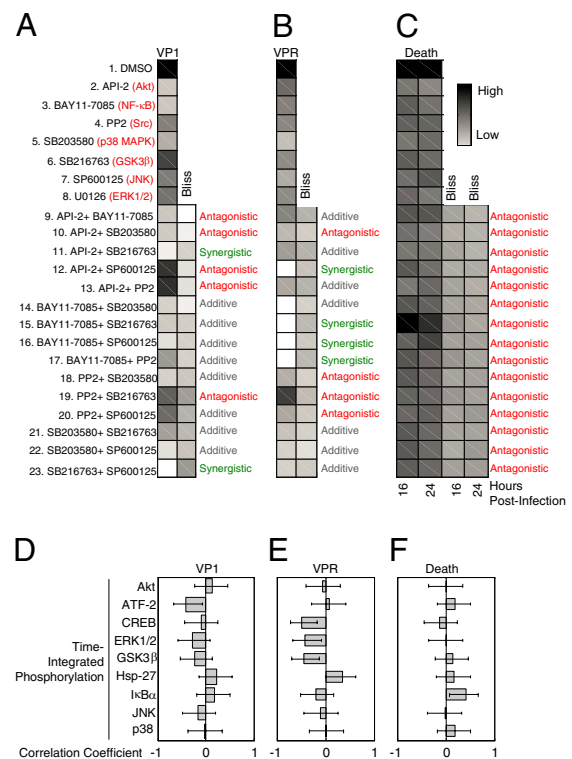 A B C
VP1 VPR Death
1. DMSO
2. API-2 (Akt)
3. BAY11-7085 (NF-κB)
4. PP2 (Src)
5. SB203580 (p38 MAPK)
6. SB216763 (GSK3β)
7. SP600125 (JNK)
8. U0126 (ERK1/2)
High
Low
Bliss Bliss Bliss Bliss
9. API-2+ BAY11-7085 Antagonistic Additive Antagonistic
10. API-2+ SB203580 Antagonistic Antagonistic Antagonistic
11. API-2+ SB216763 Synergistic Additive Antagonistic
12. API-2+ SP600125 Antagonistic Synergistic Antagonistic
13. API-2+ PP2 Antagonistic Additive Antagonistic
14. BAY11-7085+ SB203580 Additive Additive Antagonistic
15. BAY11-7085+ SB216763 Additive Synergistic Antagonistic
16. BAY11-7085+ SP600125 Additive Synergistic Antagonistic
17. BAY11-7085+ PP2 Additive Synergistic Antagonistic
18. PP2+ SB203580 Additive Antagonistic Antagonistic
19. PP2+ SB216763 Antagonistic Antagonistic Antagonistic
20. PP2+ SP600125 Additive Antagonistic Antagonistic
21. SB203580+ SB216763 Additive Additive Antagonistic
22. SB203580+ SP600125 Additive Additive Antagonistic
23. SB216763+ SP600125 Synergistic Additive Antagonistic
16 24 16 24 Hours
Post-Infection
D E F
VP1 VPR Death
Time-
Integrated
Phosphorylation
Akt
ATF-2
CREB
ERK1/2
GSK3β
Hsp-27
IκBα
JNK
p38
Correlation Coefficient -1 0 1 -1 0 1 -1 0 1